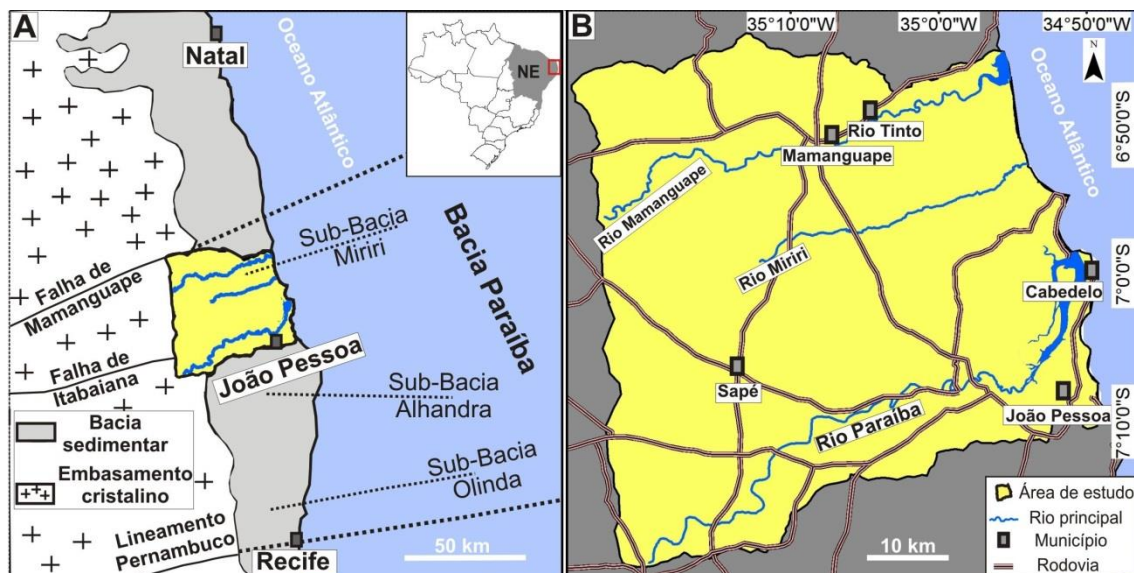 A
Natal
Oceano Atlântico
NE
Bacia Paraíba
Sub-Bacia
Miriri
Falha de
Mamanguape
Falha de
Itabaiana
João Pessoa
Sub-Bacia
Alhandra
Bacia
sedimentar
Embasamento
cristalino
Sub-Bacia
Olinda
Lineamento
Pernambuco
Recife
50 km
B
35°10'0"W
35°00'0"W
34°50'0"W
N
Oceano Atlântico
6°50'0"S
7°0'0"S
7°10'0"S
Rio Tinto
Mamanguape
Rio Mamanguape
Rio Miriri
Cabedelo
Sapé
Rio Paraíba
João Pessoa
Área de estudo
Rio principal
Município
Rodovia
10 km